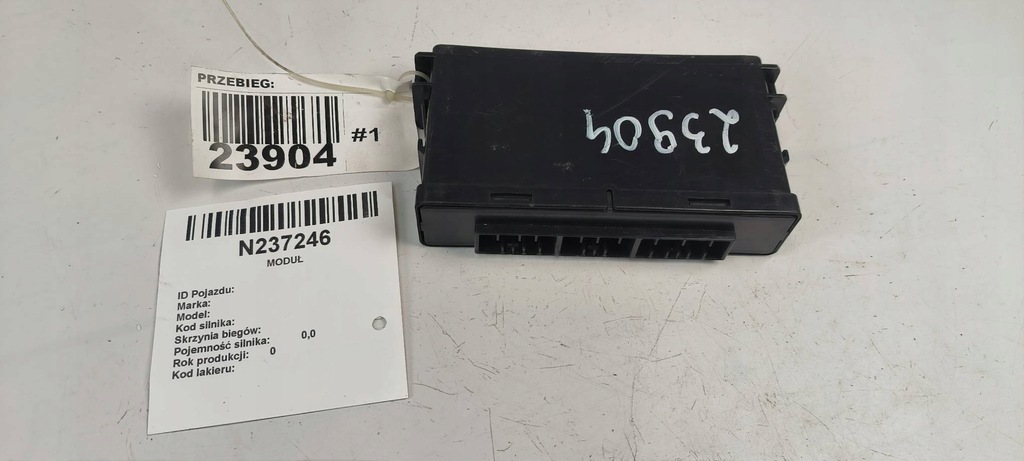 PRZEBIEG:
23904
#1
23904
N237246
MODUŁ
ID Pojazdu:
Marka:
Model:
Kod silnika:
Skrzynia biegów:
Pojemność silnika: 0,0
Rok produkcji: 0
Kod lakieru: